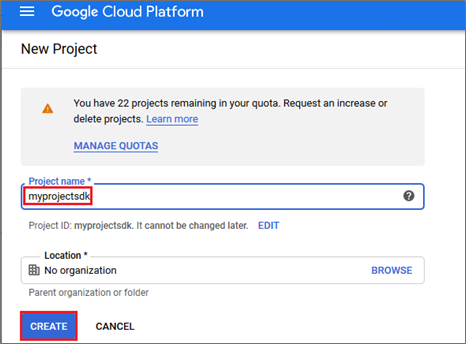 Google Cloud Platform
New Project
You have 22 projects remaining in your quota. Request an increase or
delete projects. Learn more
MANAGE QUOTAS
Project name *
myprojectsdk
Project ID: myprojectsdk. It cannot be changed later. EDIT
Location *
No organization BROWSE
Parent organization or folder
CREATE CANCEL